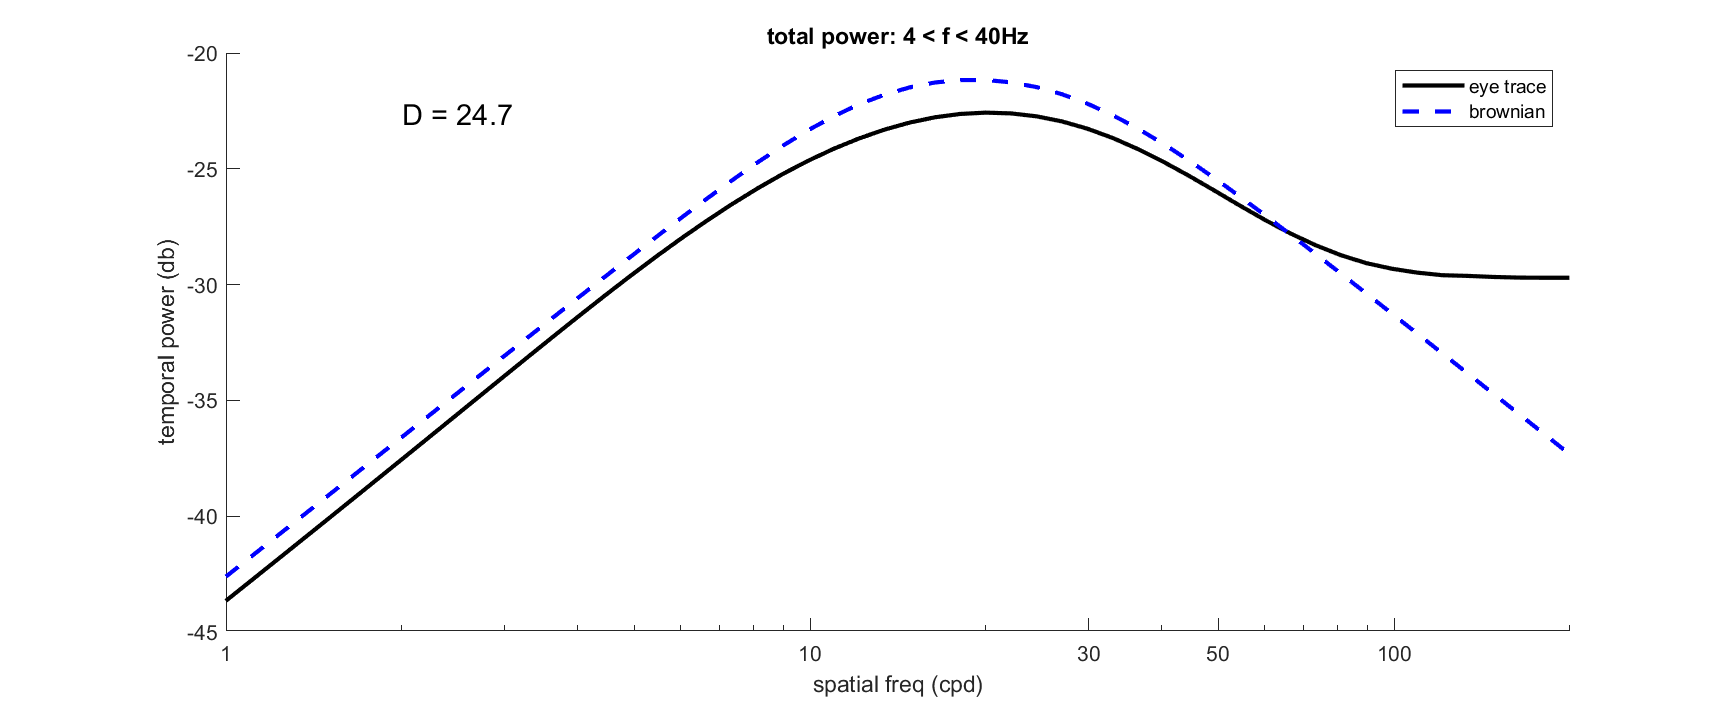 total power: 4 < f < 40Hz
-20
-25
-30
-35
-40
-45
temporal power (db)
D = 24.7
eye trace
brownian
1
10
30
50
100
spatial freq (cpd)